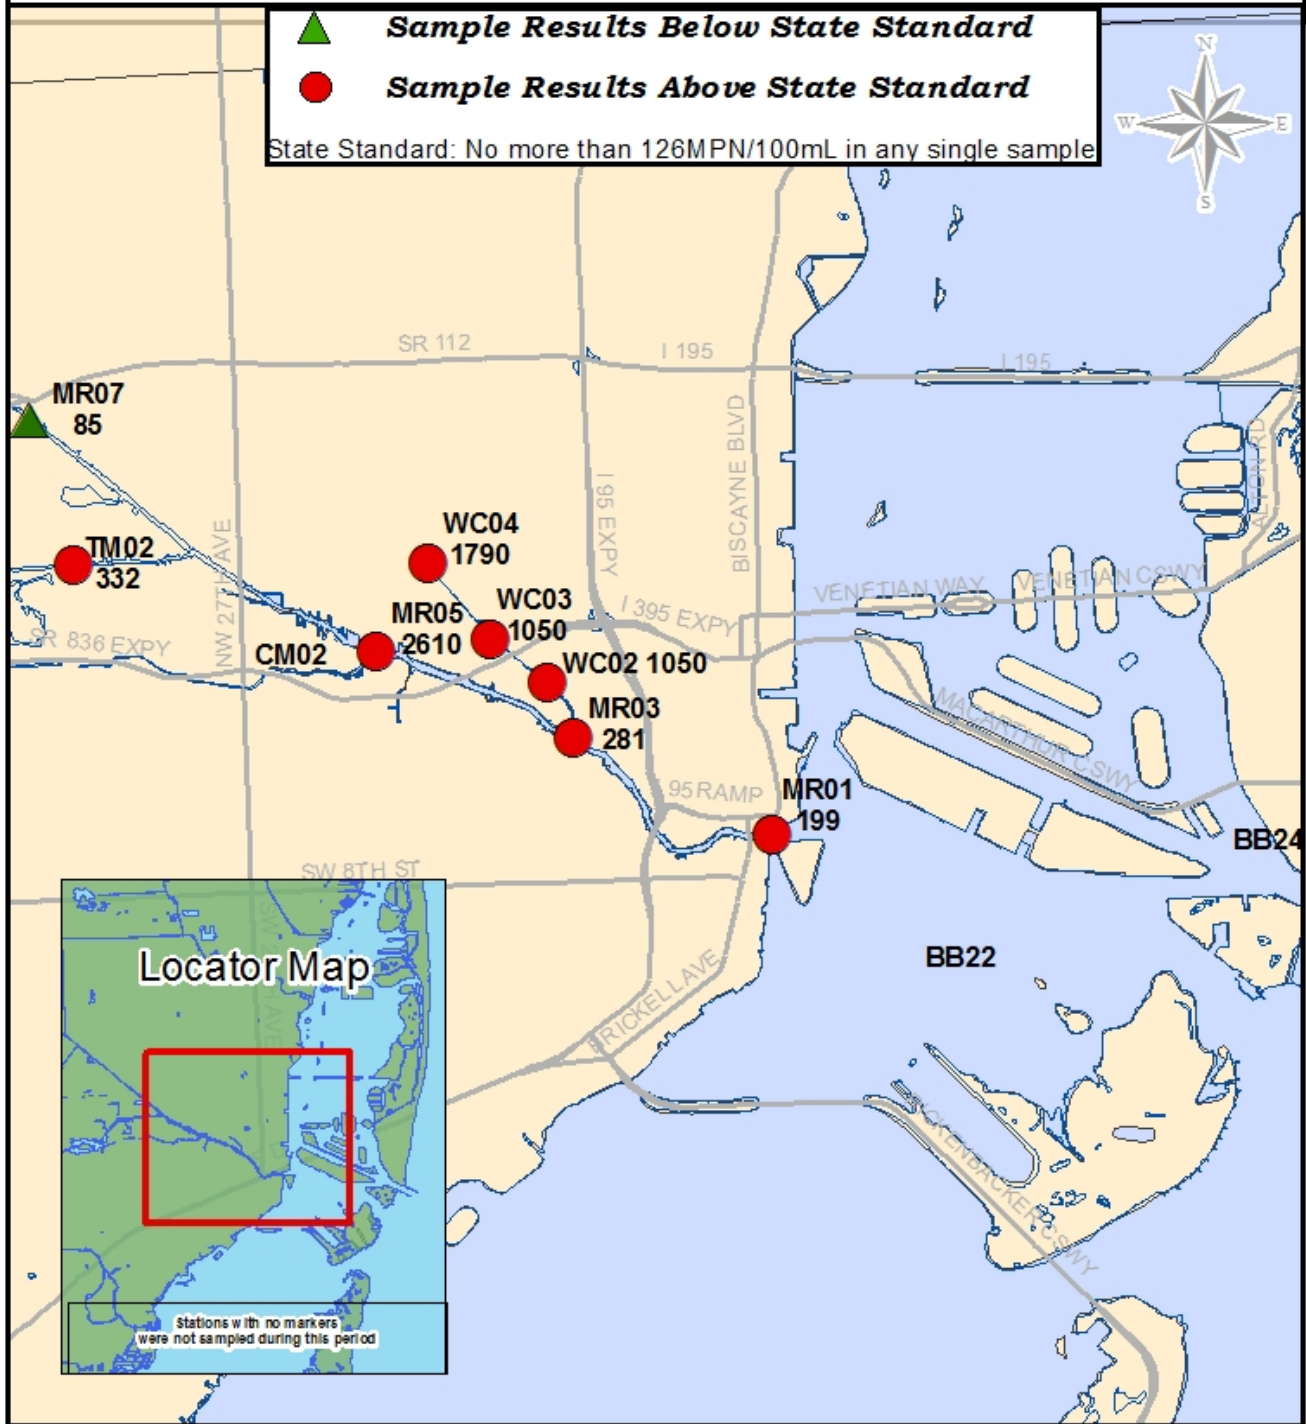 Sample Results Below State Standard
Sample Results Above State Standard
State Standard: No more than 126MPN/100mL in any single sample
N
W
E
S
SR 112
I 195
I 195
MR07
85
BISCAYNE BLVD
ALTON RD
I 95 EXPY
NW 27TH AVE
WC04
1790
TM02
332
WC03
1050
MR05
2610
I 395 EXPY
VENETIAN WAY
VENETIAN CSWY
SR 836 EXPY
CM02
WC02 1050
MR03
281
MACARTHUR CSWY
95 RAMP
MR01
199
BB24
SW 8TH ST
BB22
BRICKELL AVE
Locator Map
RICKENBACKER CSWY
Stations with no markers
were not sampled during this period